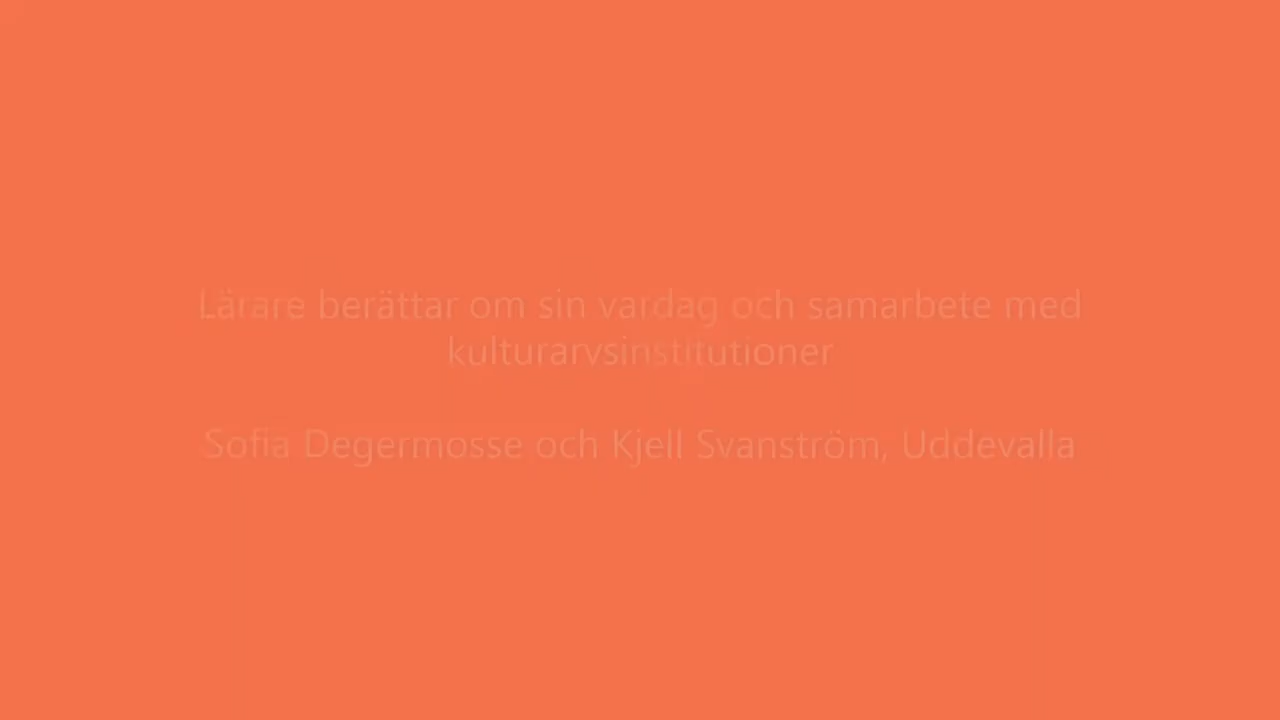 Lärare berättar om sin vardag och samarbete med
kulturarvsinstitutioner
Sofia Degermosse och Kjell Svanström, Uddevalla